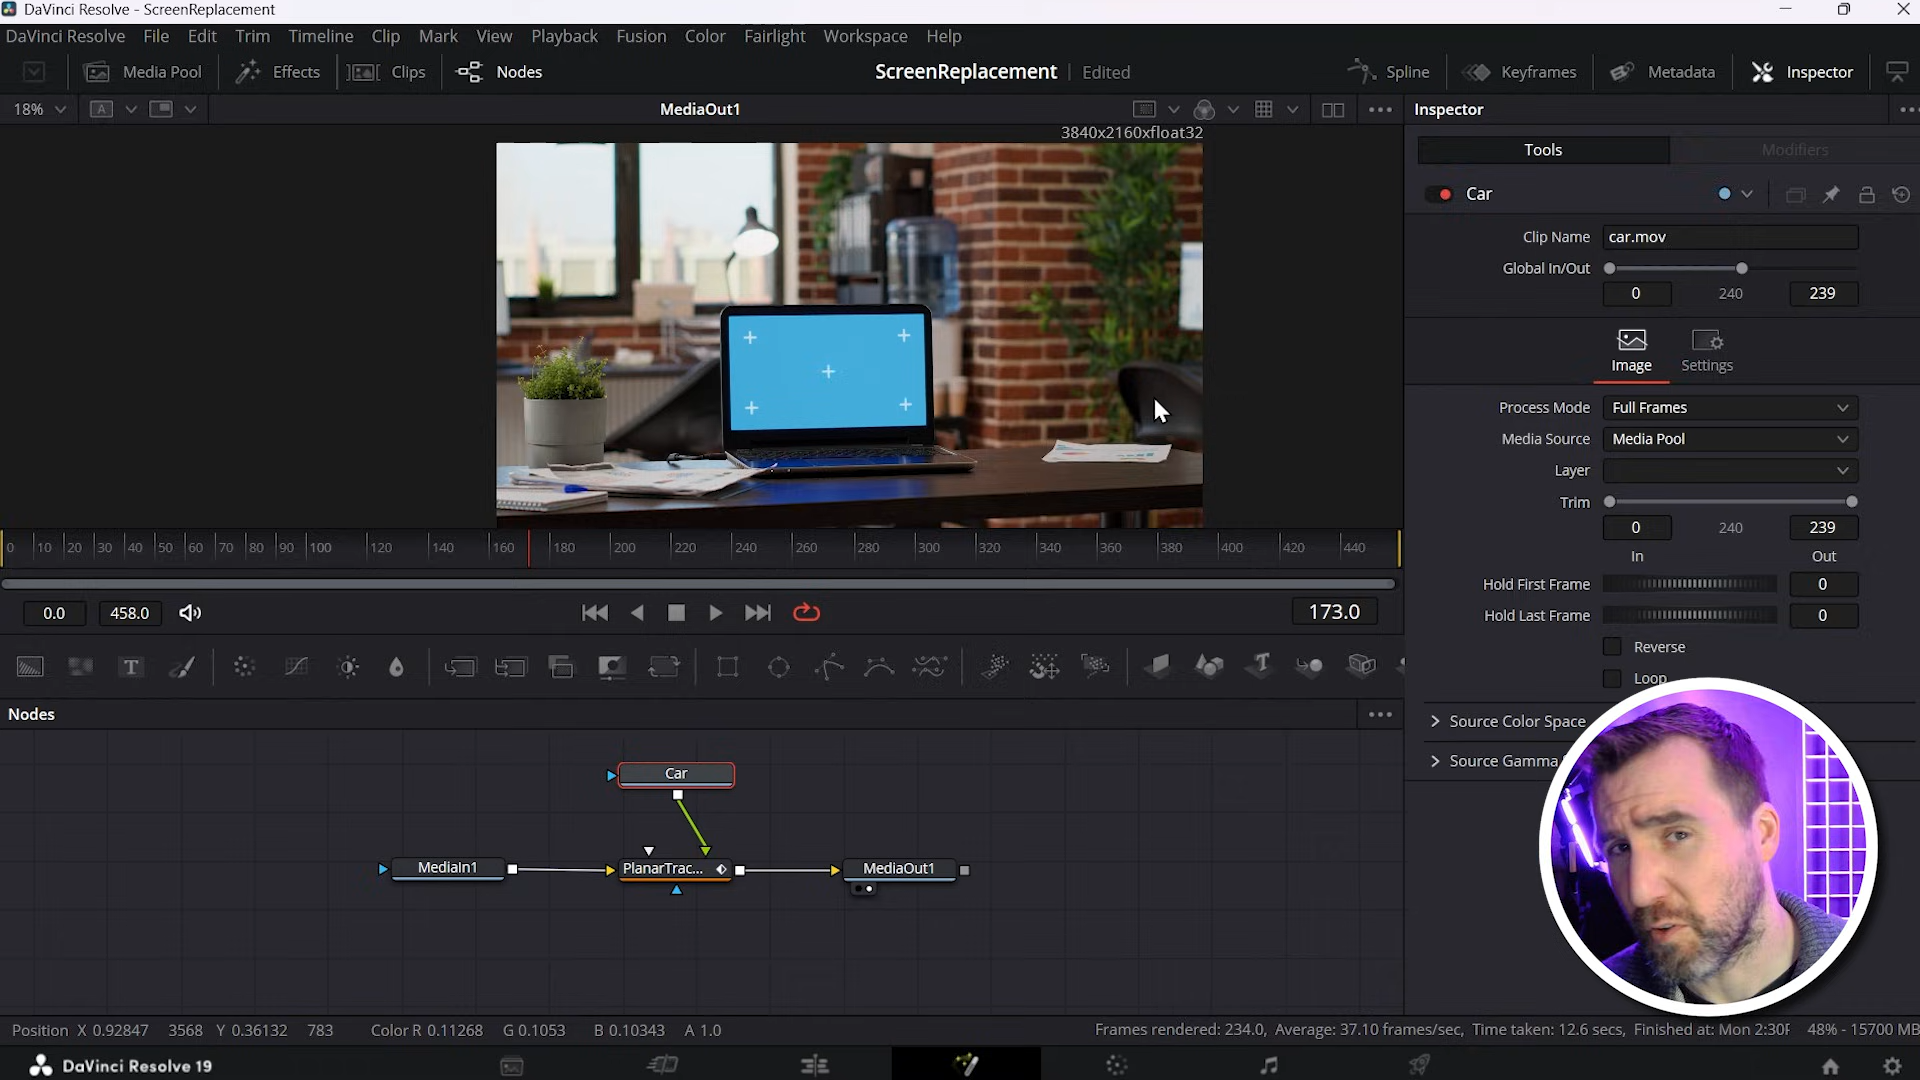 DaVinci Resolve - ScreenReplacement
DaVinci Resolve File Edit Trim Timeline Clip Mark View Playback Fusion Color Fairlight Workspace Help
Media Pool Effects Clips Nodes ScreenReplacement Edited Spline Keyframes Metadata Inspector
18% A MediaOut1 Inspector
3840x2160xfloat32
Tools Modifiers
Car
Clip Name car.mov
Global In/Out
0 240 239
Image Settings
Process Mode Full Frames
Media Source Media Pool
Layer
Trim
0 240 239
In Out
Hold First Frame 0
Hold Last Frame 0
Reverse
Loop
Source Color Space
Source Gamma
0 10 20 30 40 50 60 70 80 90 100 120 140 160 180 200 220 240 260 280 300 320 340 360 380 400 420 440
0.0 458.0 173.0
Nodes
Car
MediaIn1 PlanarTrac... MediaOut1
Position X 0.92847 3568 Y 0.36132 783 Color R 0.11268 G 0.1053 B 0.10343 A 1.0 Frames rendered: 234.0, Average: 37.10 frames/sec, Time taken: 12.6 secs, Finished at: Mon 2:30P 48% - 15700 MB
DaVinci Resolve 19